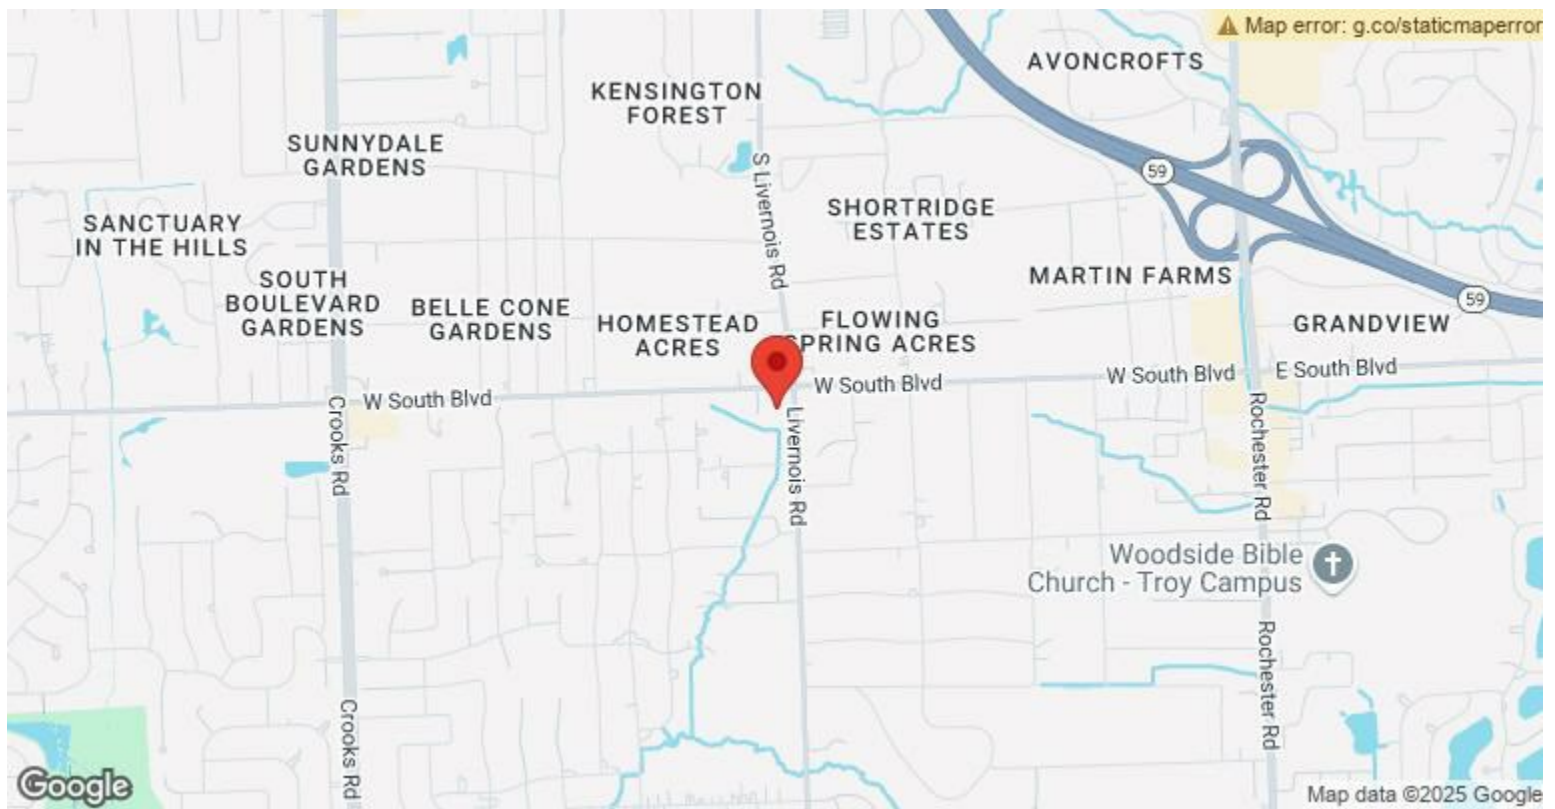 Map error: g.co/staticmaperror
AVONCROFTS
KENSINGTON
FOREST
SUNNYDALE
GARDENS
S Livernois Rd
59
SHORTRIDGE
ESTATES
SANCTUARY
IN THE HILLS
MARTIN FARMS
SOUTH
BOULEVARD
GARDENS
BELLE CONE
GARDENS
HOMESTEAD
ACRES
FLOWING
SPRING ACRES
59
GRANDVIEW
W South Blvd
W South Blvd
W South Blvd
E South Blvd
Crooks Rd
Livernois Rd
Rochester Rd
Woodside Bible
Church - Troy Campus
Rochester Rd
Crooks Rd
Google
Map data ©2025 Google